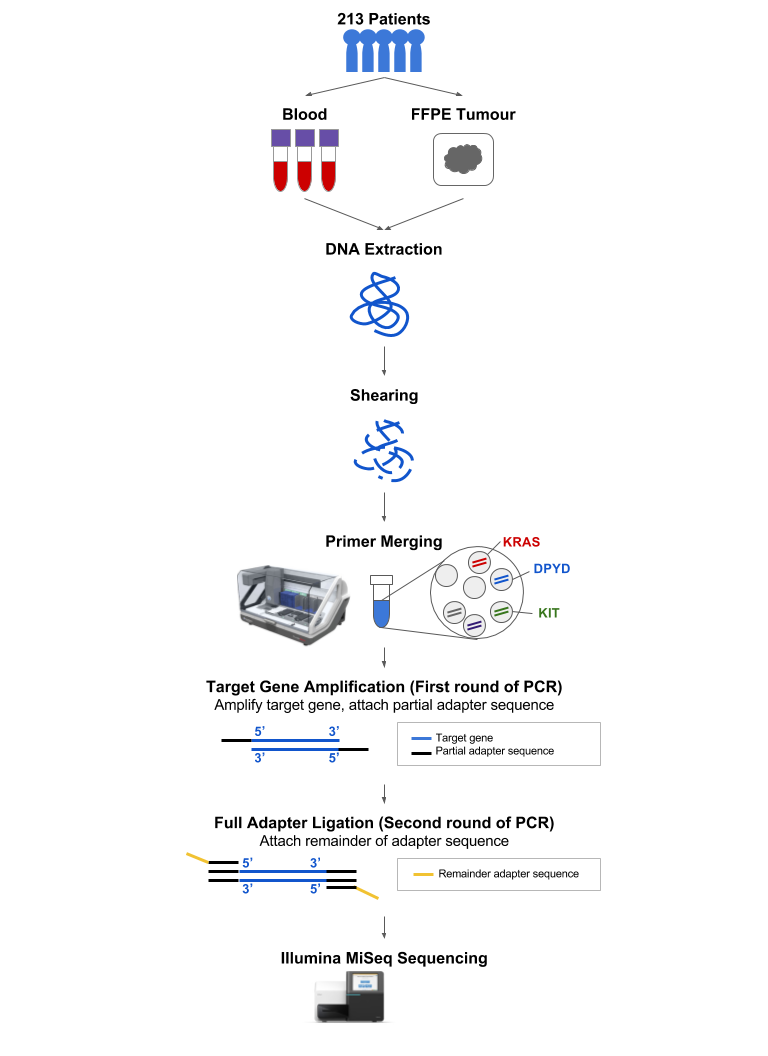 213 Patients
Blood
FFPE Tumour
DNA Extraction
Shearing
Primer Merging
KRAS
DPYD
KIT
Target Gene Amplification (First round of PCR)
Amplify target gene, attach partial adapter sequence
5’ 3’
3’ 5’
Target gene
Partial adapter sequence
Full Adapter Ligation (Second round of PCR)
Attach remainder of adapter sequence
5’ 3’
3’ 5’
Remainder adapter sequence
Illumina MiSeq Sequencing